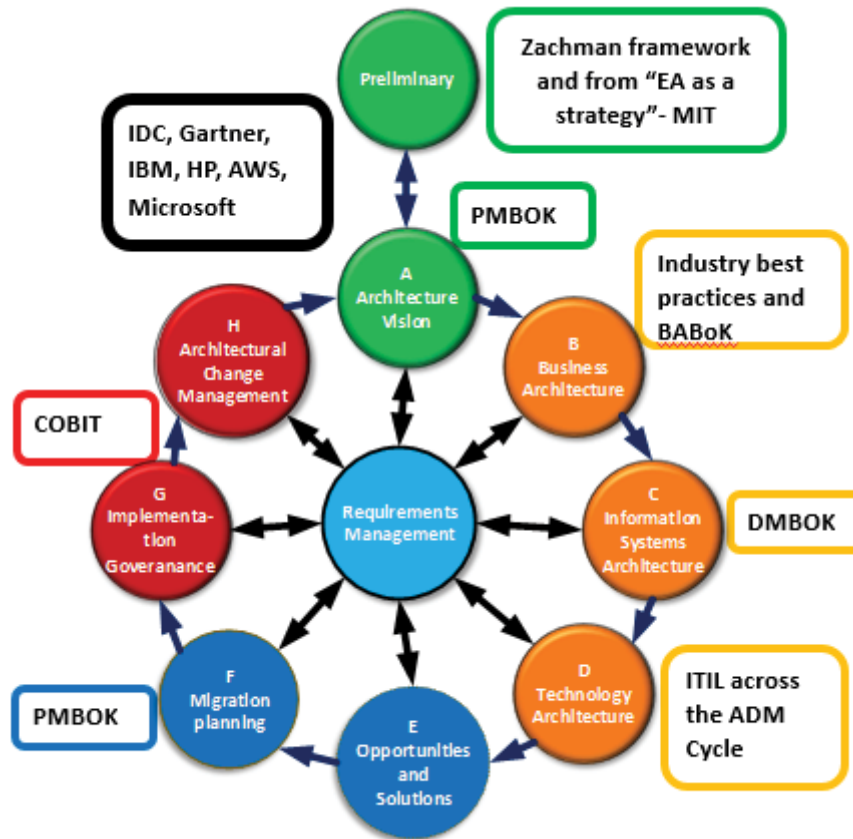 Preliminary
Zachman framework
and from “EA as a
strategy”- MIT
IDC, Gartner,
IBM, HP, AWS,
Microsoft
PMBOK
A
Architecture
Vision
Industry best
practices and
BABoK
H
Architectural
Change
Management
B
Business
Architecture
COBIT
G
Implementa-
tion
Goveranance
Requirements
Management
C
Information
Systems
Architecture
DMBOK
F
Migration
planning
PMBOK
D
Technology
Architecture
ITIL across
the ADM
Cycle
E
Opportunities
and
Solutions